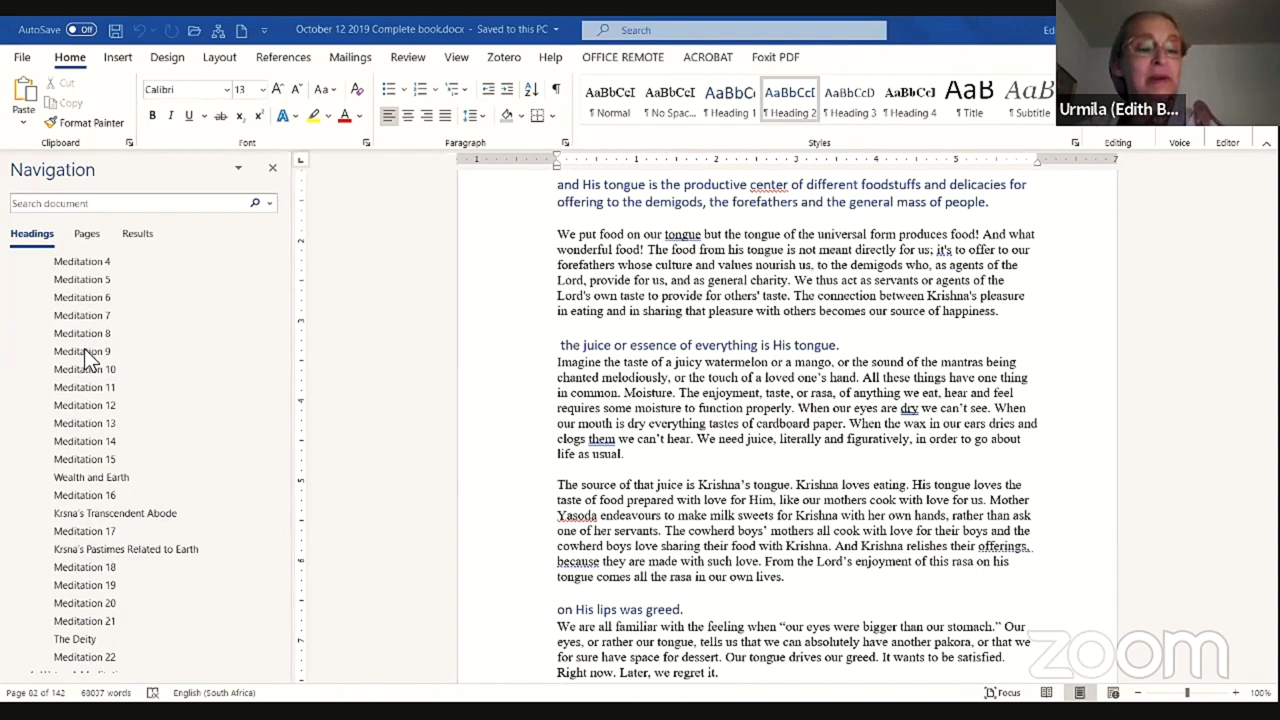 AutoSave Off October 12 2019 Complete book.docx - Saved to this PC Search
File Home Insert Design Layout References Mailings Review View Zotero Help OFFICE REMOTE ACROBAT Foxit PDF
Urmila (Edith B...
Paste
Cut
Copy
Format Painter
Calibri 13
AaBbCcI AaBbCcI AaBbC AaBbCcD AaBbCcD AaBbCcI AaB AaBbCcI
Normal No Spac... Heading 1 Heading 2 Heading 3 Heading 4 Title Subtitle
Clipboard Font Paragraph Styles Editing Voice Editor
Navigation
Search document
Headings Pages Results
Meditation 4
Meditation 5
Meditation 6
Meditation 7
Meditation 8
Meditation 9
Meditation 10
Meditation 11
Meditation 12
Meditation 13
Meditation 14
Meditation 15
Wealth and Earth
Meditation 16
Krsna's Transcendent Abode
Meditation 17
Krsna's Pastimes Related to Earth
Meditation 18
Meditation 19
Meditation 20
Meditation 21
The Deity
Meditation 22
and His tongue is the productive center of different foodstuffs and delicacies for
offering to the demigods, the forefathers and the general mass of people.
We put food on our tongue but the tongue of the universal form produces food! And what
wonderful food! The food from his tongue is not meant directly for us; it's to offer to our
forefathers whose culture and values nourish us, to the demigods who, as agents of the
Lord, provide for us, and as general charity. We thus act as servants or agents of the
Lord's own taste to provide for others' taste. The connection between Krishna's pleasure
in eating and in sharing that pleasure with others becomes our source of happiness.
the juice or essence of everything is His tongue.
Imagine the taste of a juicy watermelon or a mango, or the sound of the mantras being
chanted melodiously, or the touch of a loved one's hand. All these things have one thing
in common. Moisture. The enjoyment, taste, or rasa, of anything we eat, hear and feel
requires some moisture to function properly. When our eyes are dry we can't see. When
our mouth is dry everything tastes of cardboard paper. When the wax in our ears dries and
clogs them we can't hear. We need juice, literally and figuratively, in order to go about
life as usual.
The source of that juice is Krishna's tongue. Krishna loves eating. His tongue loves the
taste of food prepared with love for Him, like our mothers cook with love for us. Mother
Yasoda endeavours to make milk sweets for Krishna with her own hands, rather than ask
one of her servants. The cowherd boys' mothers all cook with love for their boys and the
cowherd boys love sharing their food with Krishna. And Krishna relishes their offerings,
because they are made with such love. From the Lord's enjoyment of this rasa on his
tongue comes all the rasa in our own lives.
on His lips was greed.
We are all familiar with the feeling when "our eyes were bigger than our stomach." Our
eyes, or rather our tongue, tells us that we can absolutely have another pakora, or that we
for sure have space for dessert. Our tongue drives our greed. It wants to be satisfied.
Right now. Later, we regret it.
zoom
Page 82 of 142 68037 words English (South Africa) Focus 100%